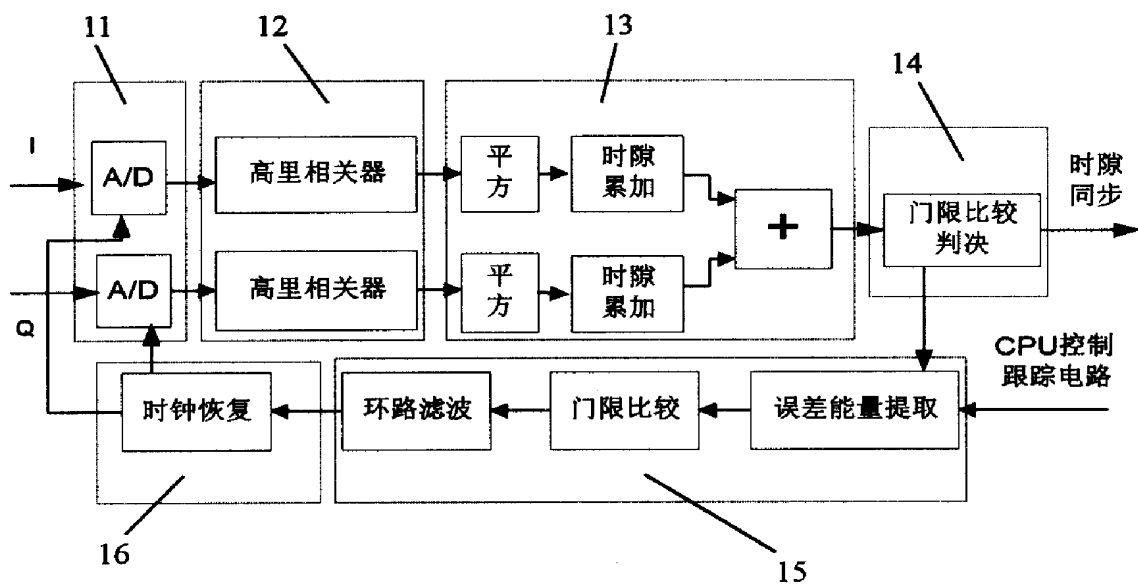 11
12
13
14
I
A/D
高里相关器
平方
时隙
累加
+
门限比较
判决
时隙
同步
Q
A/D
高里相关器
平方
时隙
累加
CPU控制
跟踪电路
时钟恢复
环路滤波
门限比较
误差能量提取
16
15